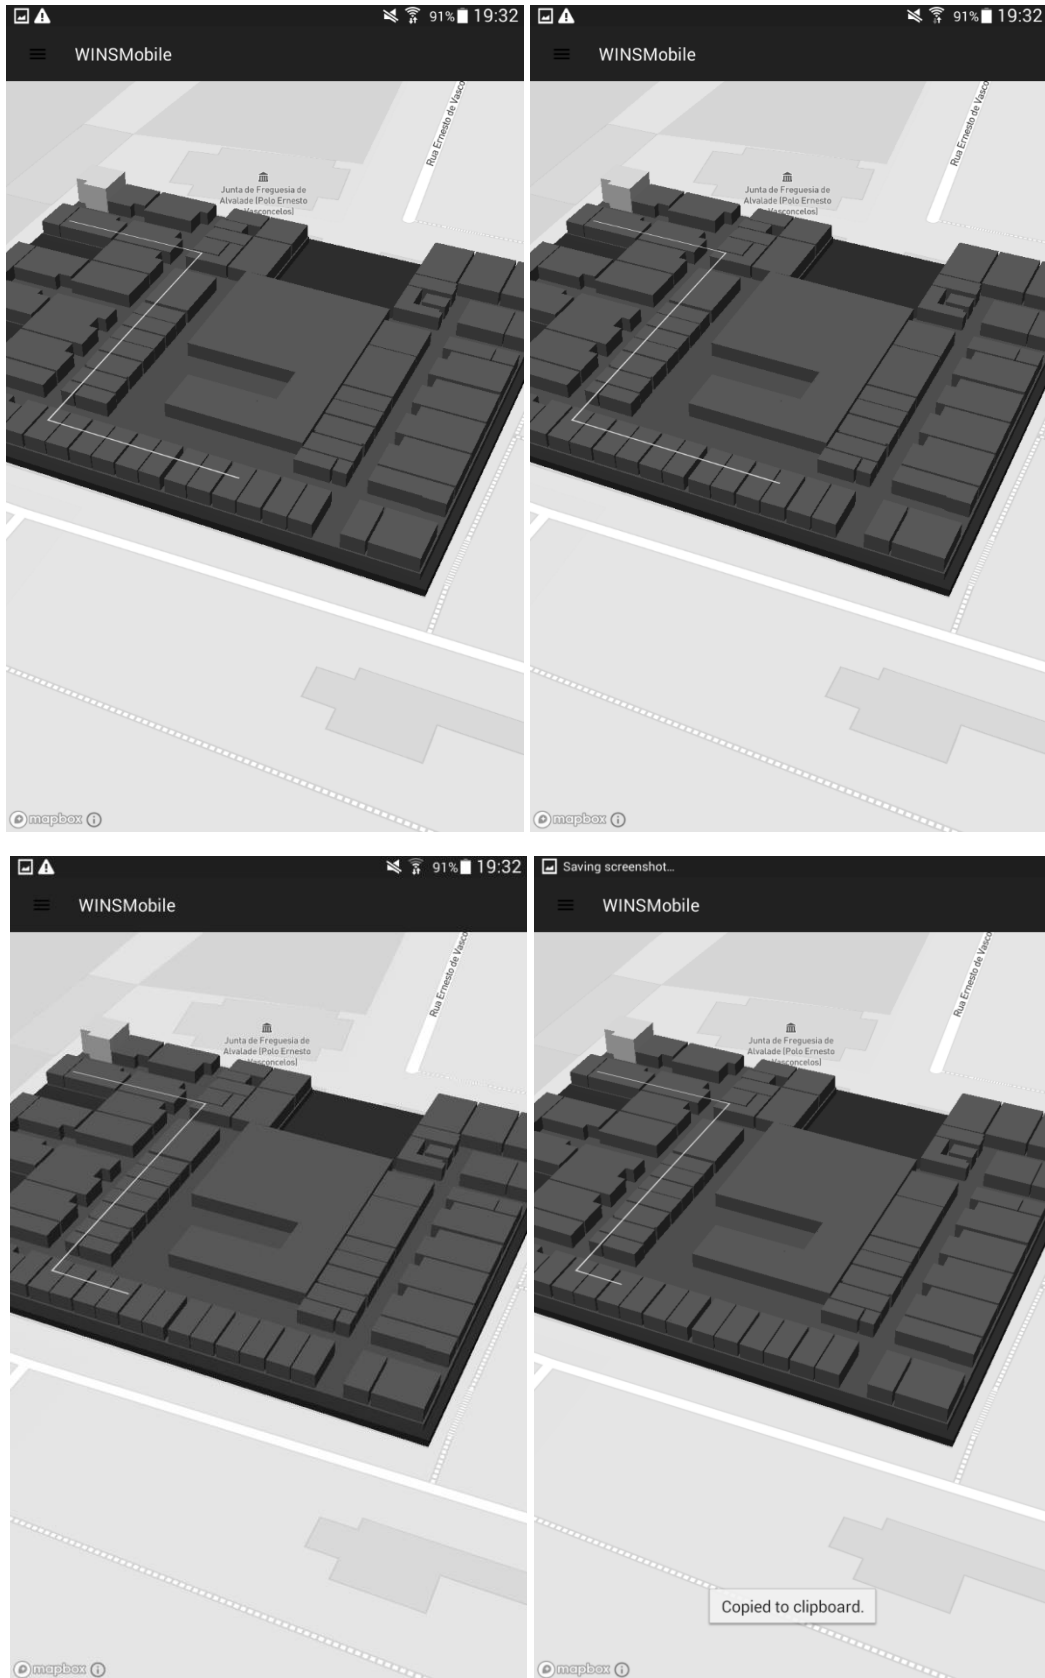 91% 19:32
WINSMobile
Rua Ernesto de Vasco
Junta de Freguesia de
Alvalade (Polo Ernesto
Vasconcelos)
mapbox
91% 19:32
WINSMobile
Rua Ernesto de Vasco
Junta de Freguesia de
Alvalade (Polo Ernesto
Vasconcelos)
mapbox
91% 19:32
WINSMobile
Rua Ernesto de Vasco
Junta de Freguesia de
Alvalade (Polo Ernesto
Vasconcelos)
mapbox
Saving screenshot...
WINSMobile
Rua Ernesto de Vasco
Junta de Freguesia de
Alvalade (Polo Ernesto
Vasconcelos)
Copied to clipboard.
mapbox